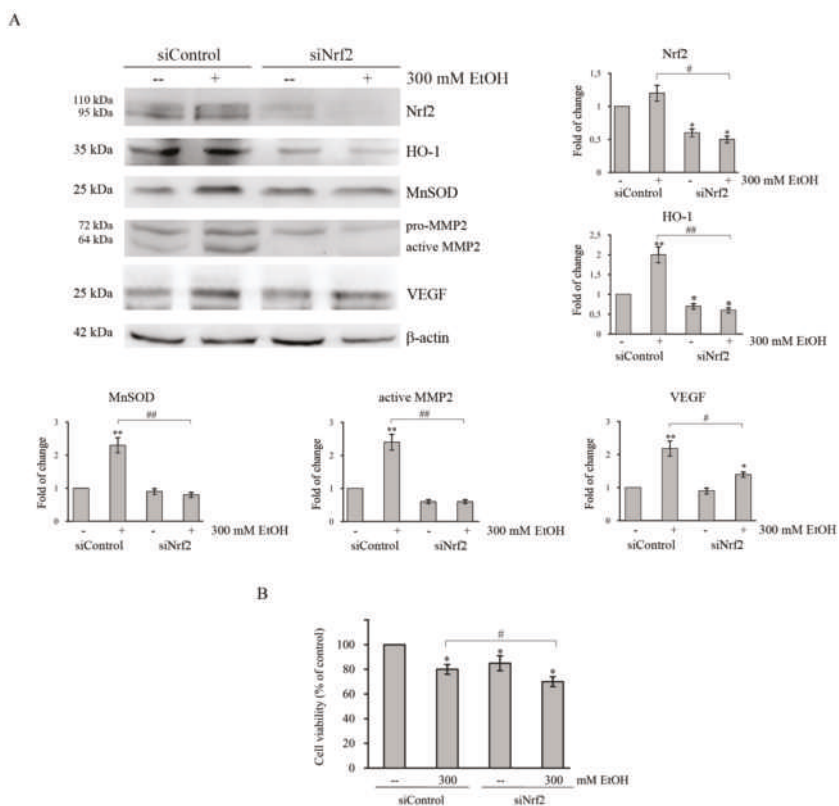 A
siControl siNrf2
-- + -- + 300 mM EtOH
110 kDa
95 kDa
Nrf2
35 kDa HO-1
25 kDa MnSOD
72 kDa pro-MMP2
64 kDa active MMP2
25 kDa VEGF
42 kDa β-actin
Nrf2
Fold of change
1,5
1
0,5
0
#
* *
- + - + 300 mM EtOH
siControl siNrf2
HO-1
Fold of change
2,5
2
1,5
1
0,5
0
##
**
* *
- + - + 300 mM EtOH
siControl siNrf2
MnSOD
Fold of change
3
2
1
0
##
**
- + - + 300 mM EtOH
siControl siNrf2
active MMP2
Fold of change
3
2
1
0
##
**
- + - + 300 mM EtOH
siControl siNrf2
VEGF
Fold of change
3
2
1
0
#
**
*
- + - + 300 mM EtOH
siControl siNrf2
B
Cell viability (% of control)
100
80
60
40
20
0
#
* * *
-- 300 -- 300 mM EtOH
siControl siNrf2